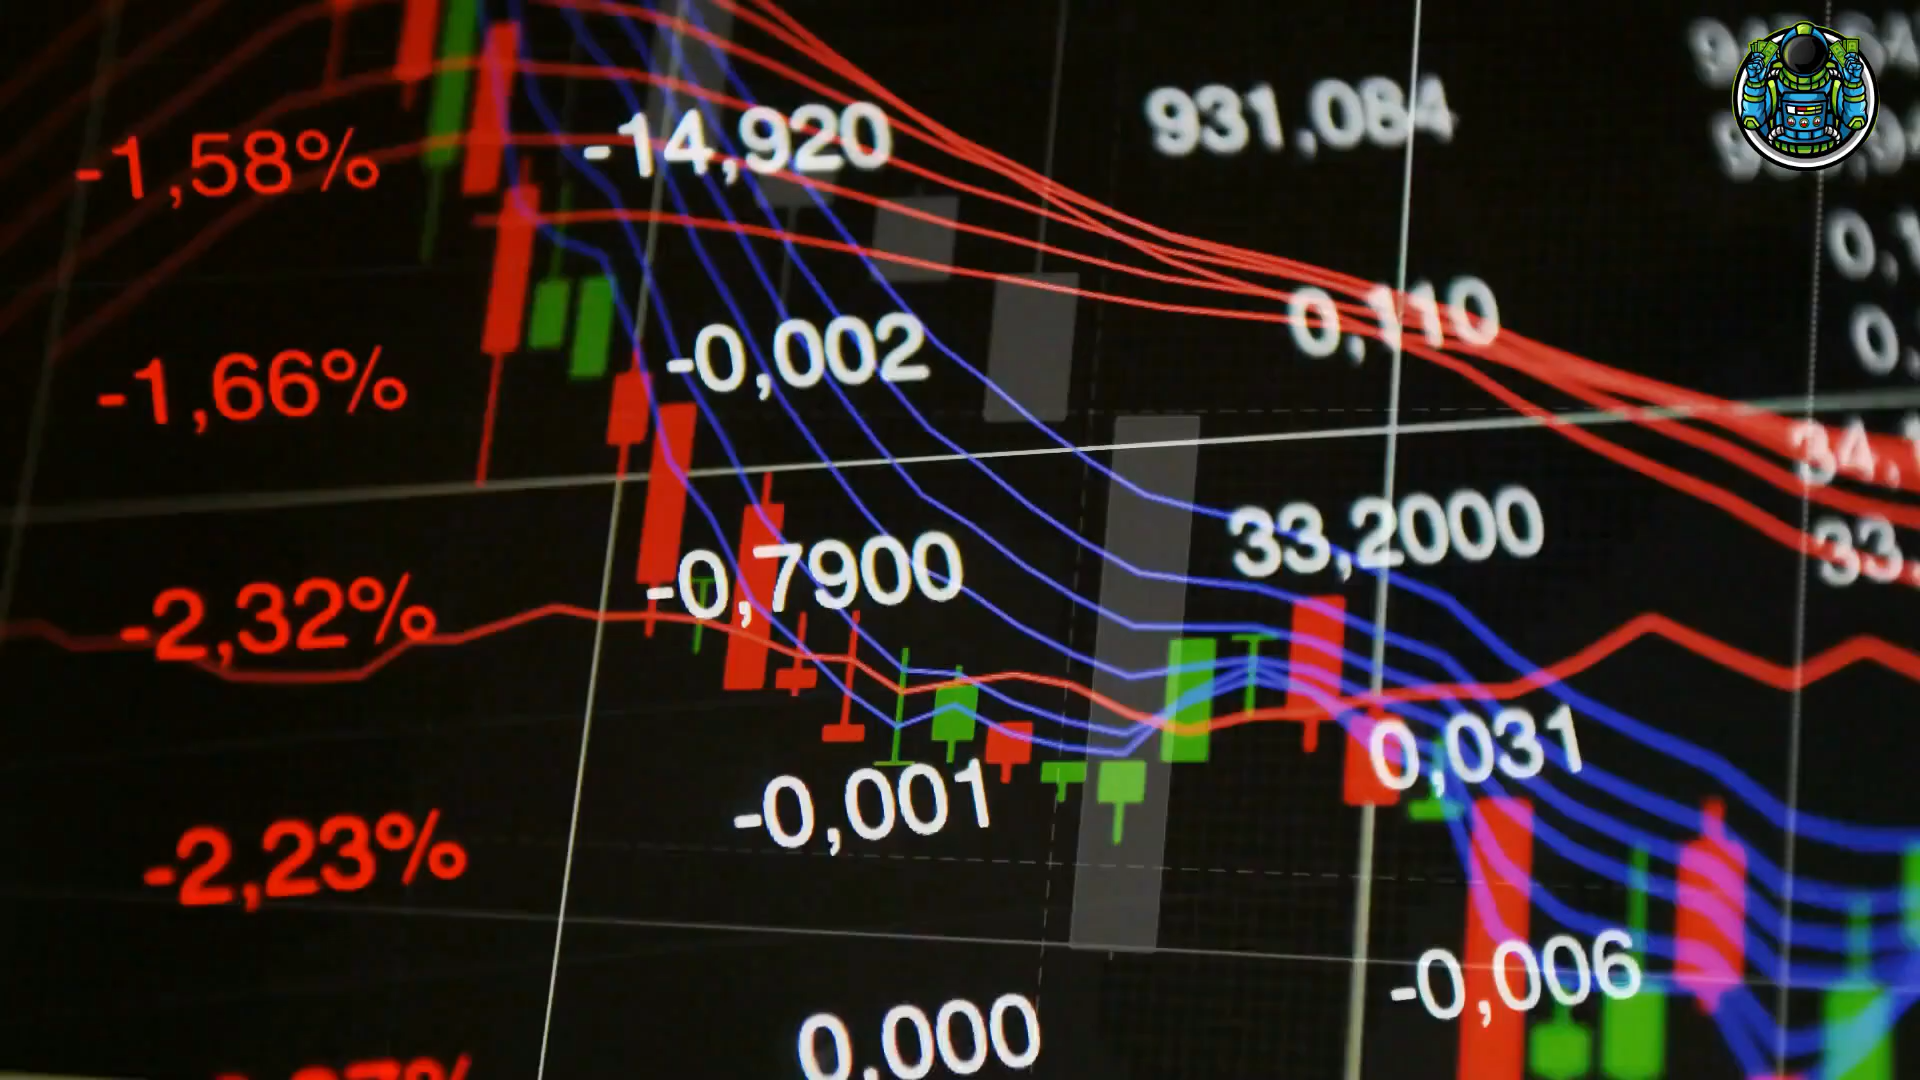 -1,58% -14,920 931,084
-1,66% -0,002 0,110
-2,32% -0,7900 33,2000
-2,23% -0,001 0,031
0,000 -0,006